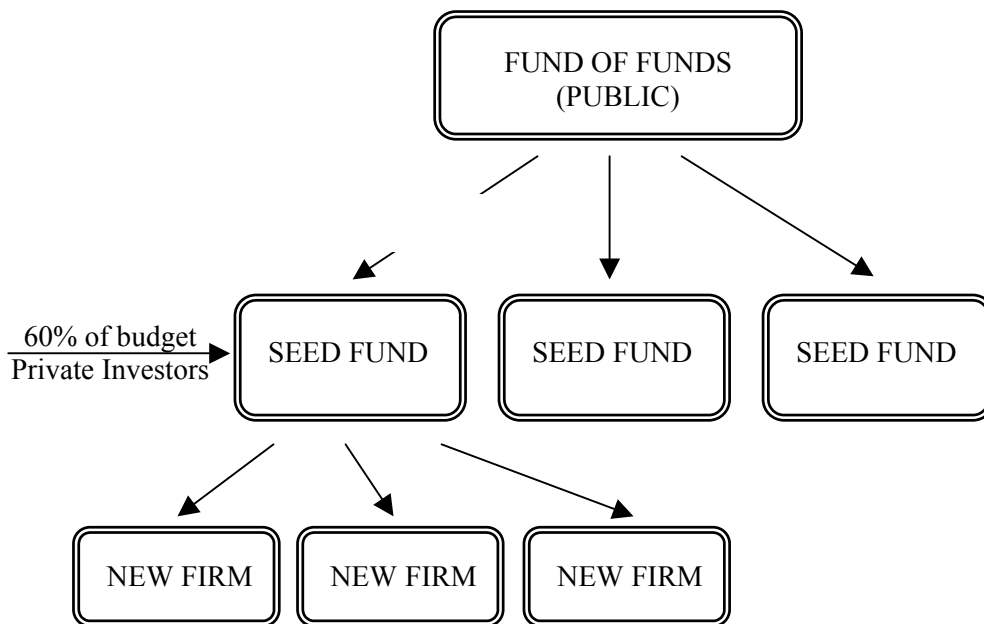 FUND OF FUNDS
(PUBLIC)
60% of budget
Private Investors
SEED FUND
SEED FUND
SEED FUND
NEW FIRM
NEW FIRM
NEW FIRM